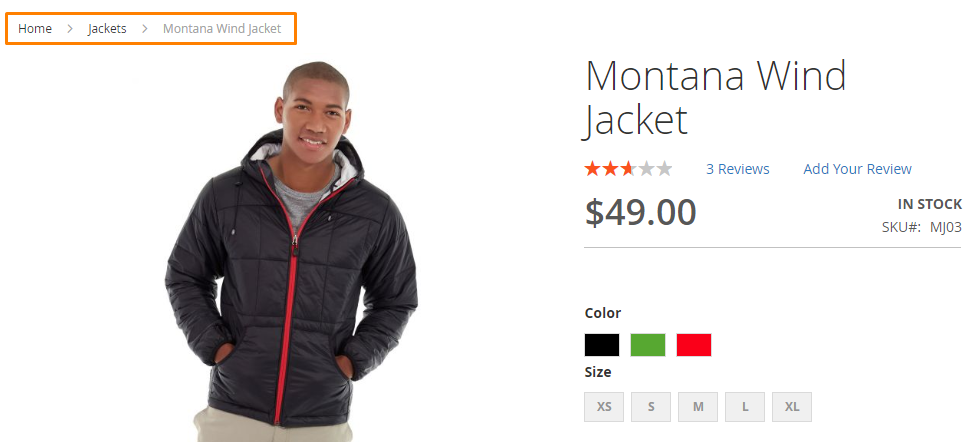 Home > Jackets > Montana Wind Jacket
Montana Wind
Jacket
3 Reviews Add Your Review
$49.00
IN STOCK
SKU#: MJ03
Color
Size
XS S M L XL